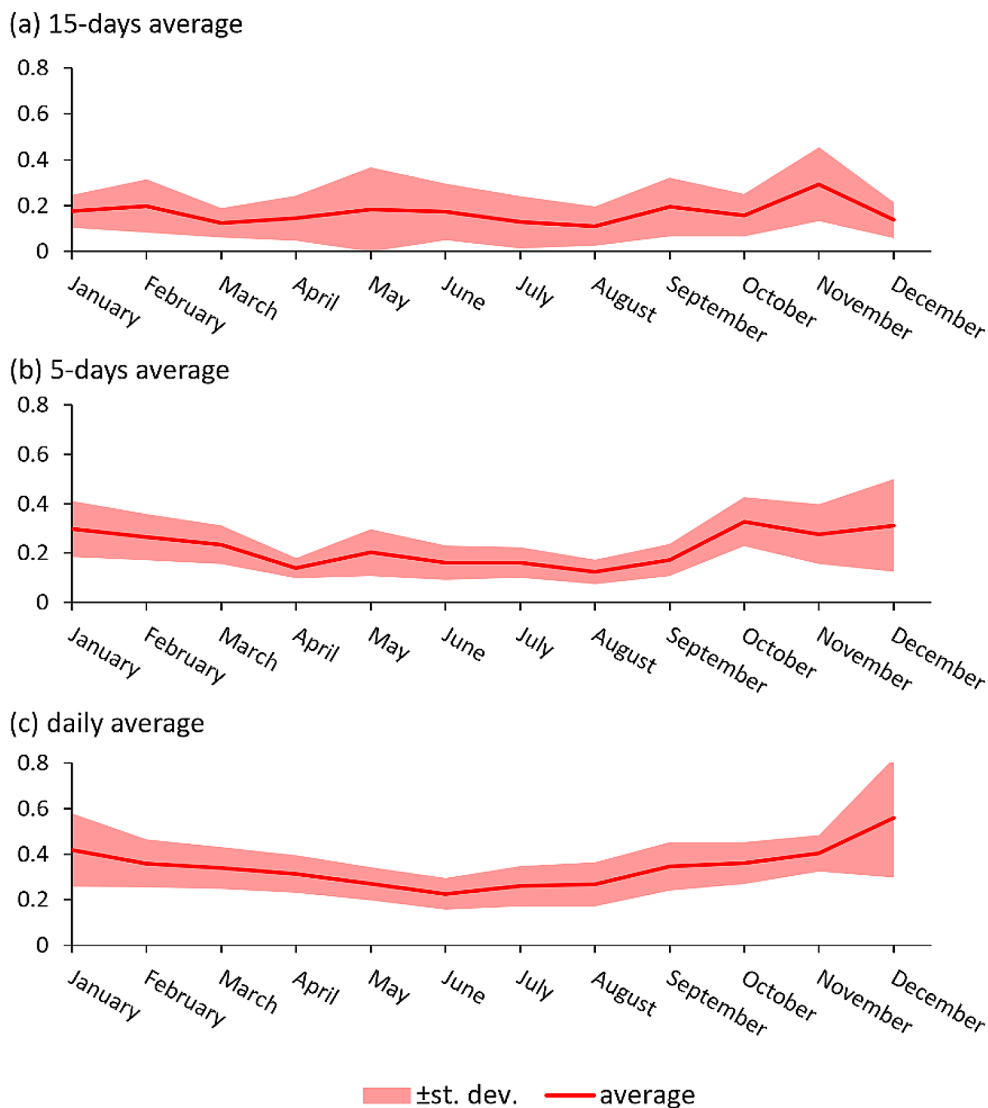 (a) 15-days average
0.8
0.6
0.4
0.2
0
January February March April May June July August September October November December
(b) 5-days average
0.8
0.6
0.4
0.2
0
January February March April May June July August September October November December
(c) daily average
0.8
0.6
0.4
0.2
0
January February March April May June July August September October November December
±st. dev. average